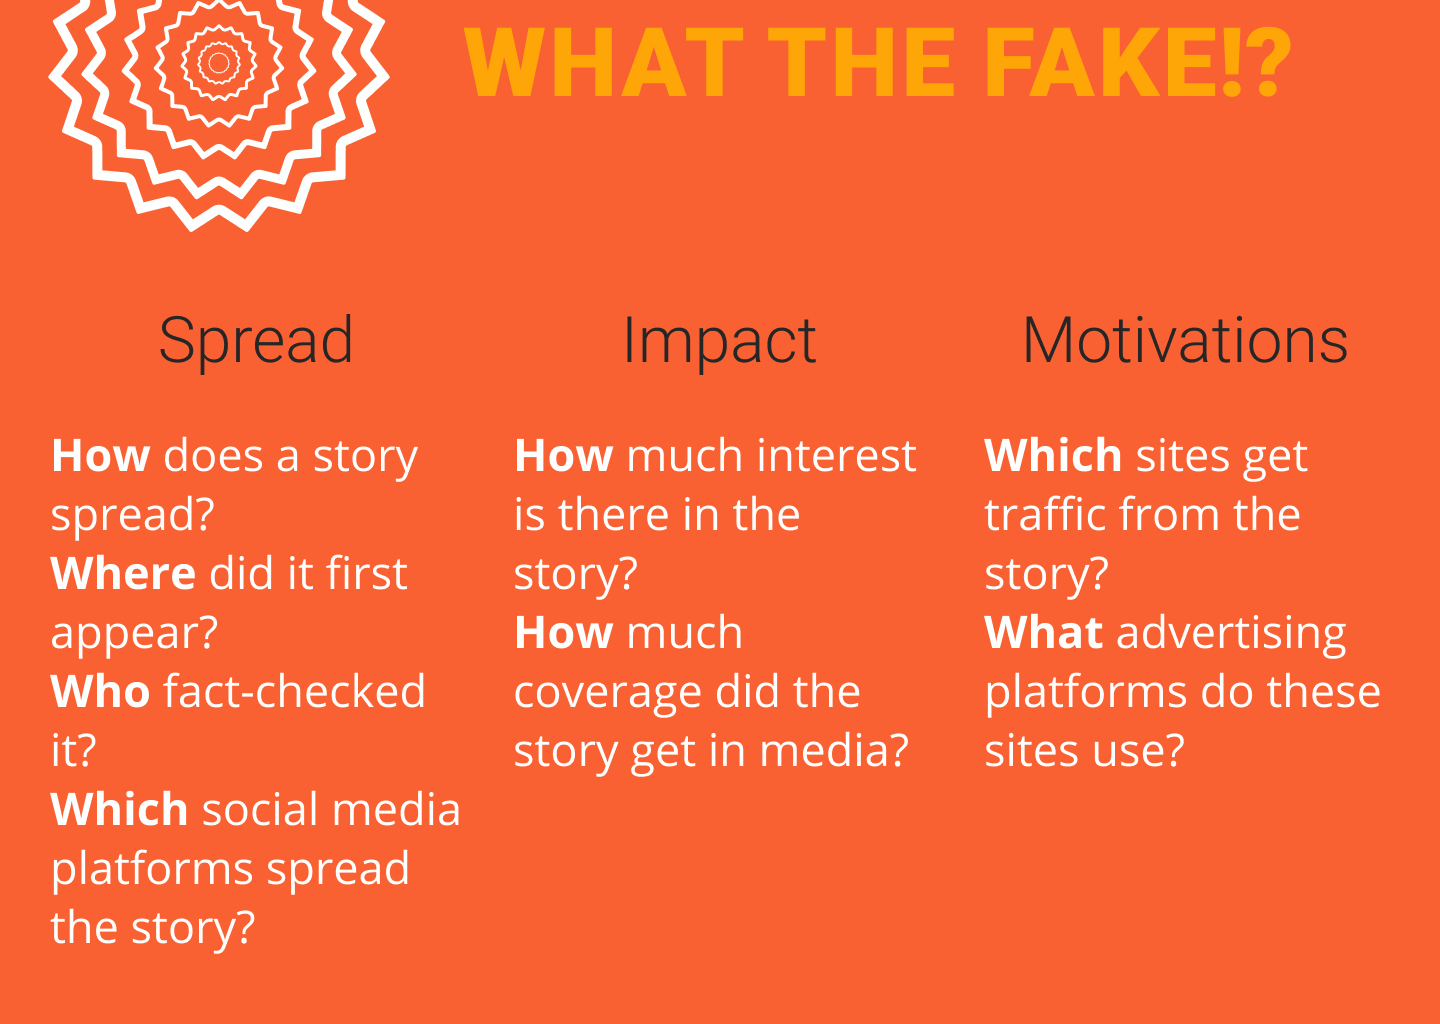 WHAT THE FAKE!?
Spread
How does a story
spread?
Where did it first
appear?
Who fact-checked
it?
Which social media
platforms spread
the story?
Impact
How much interest
is there in the
story?
How much
coverage did the
story get in media?
Motivations
Which sites get
traffic from the
story?
What advertising
platforms do these
sites use?